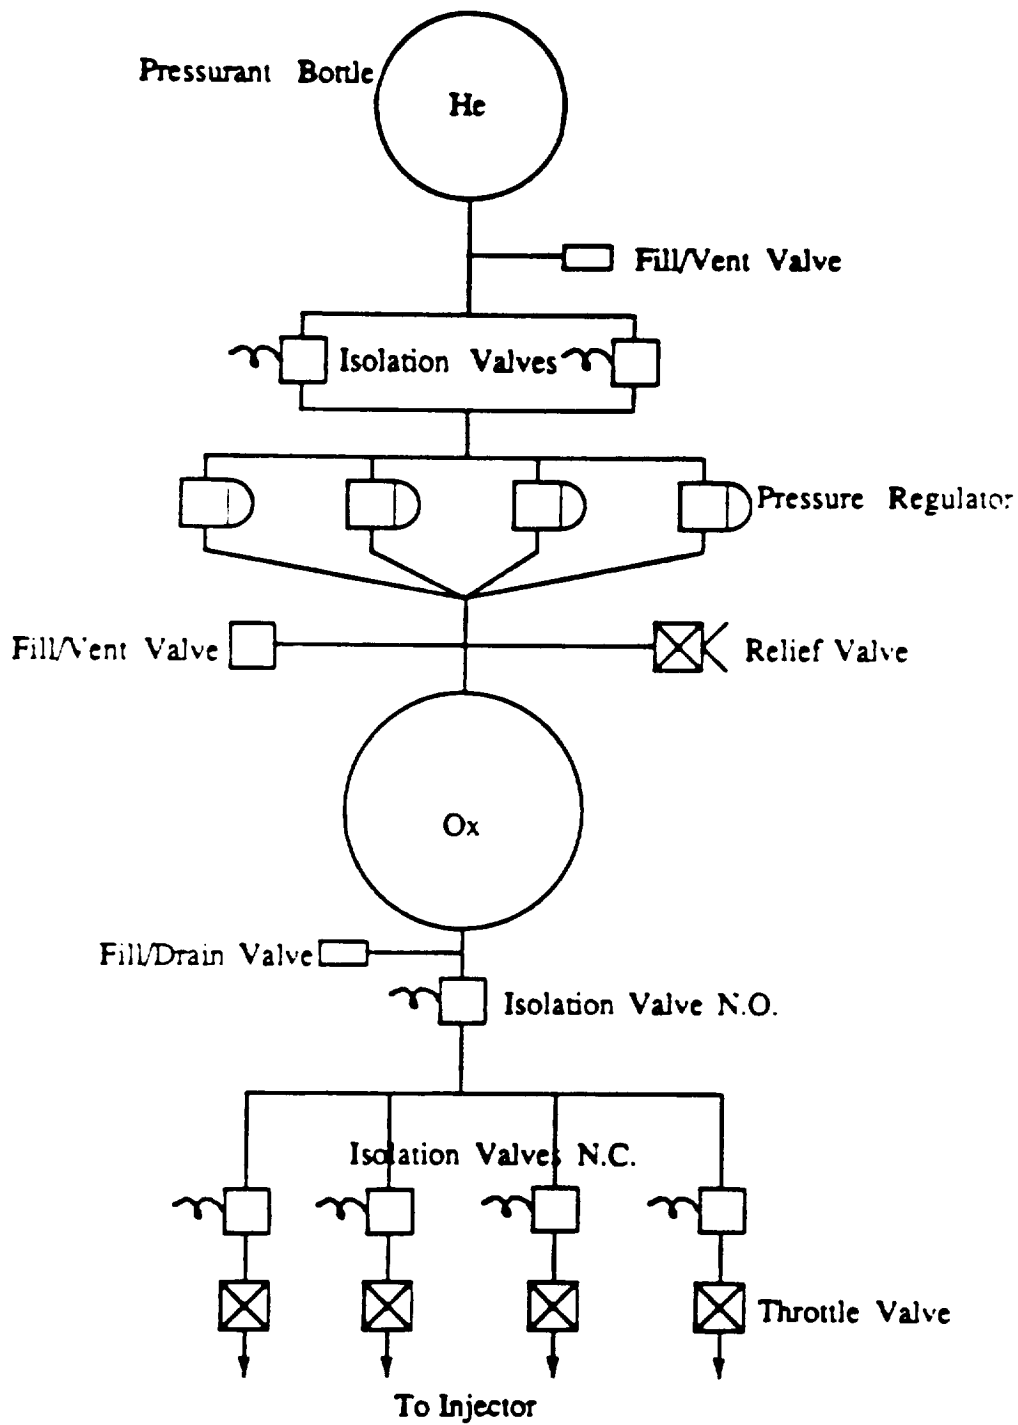 Pressurant Bottle
He
Fill/Vent Valve
Isolation Valves
Pressure Regulator
Fill/Vent Valve
Relief Valve
Ox
Fill/Drain Valve
Isolation Valve N.O.
Isolation Valves N.C.
Throttle Valve
To Injector